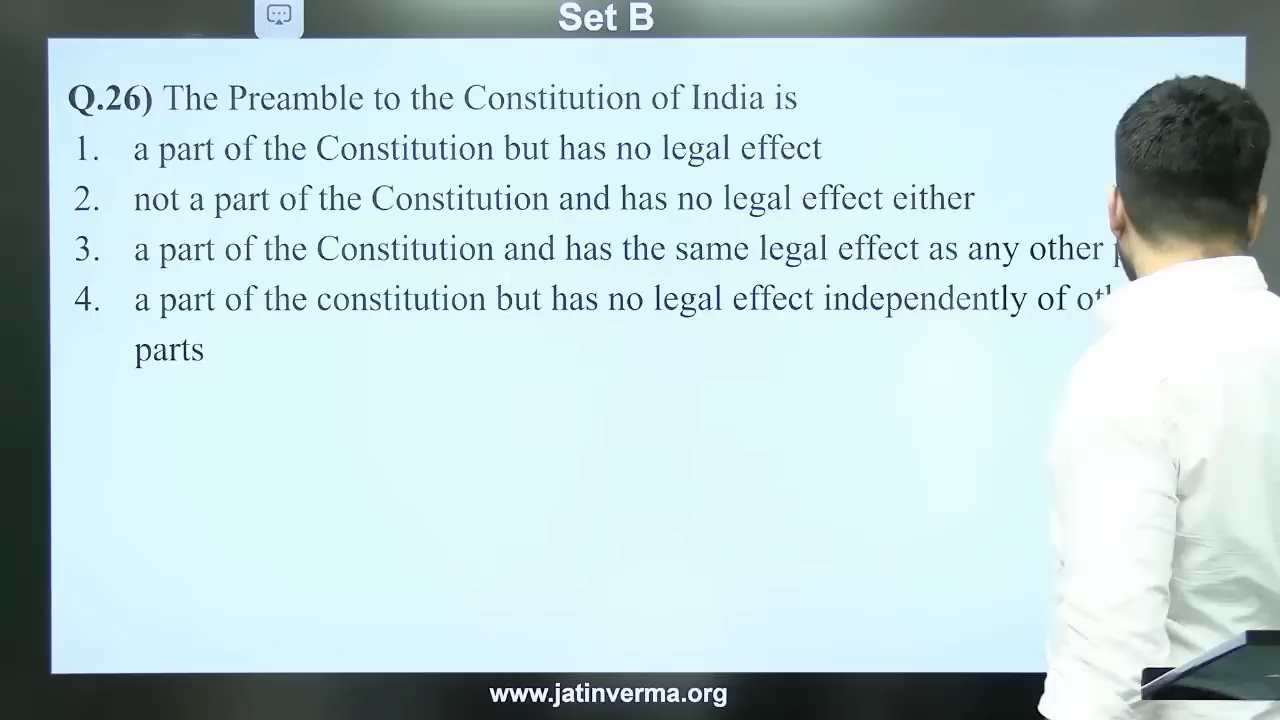 Set B
Q.26) The Preamble to the Constitution of India is
1. a part of the Constitution but has no legal effect
2. not a part of the Constitution and has no legal effect either
3. a part of the Constitution and has the same legal effect as any other
4. a part of the constitution but has no legal effect independently of
parts
www.jatinverma.org